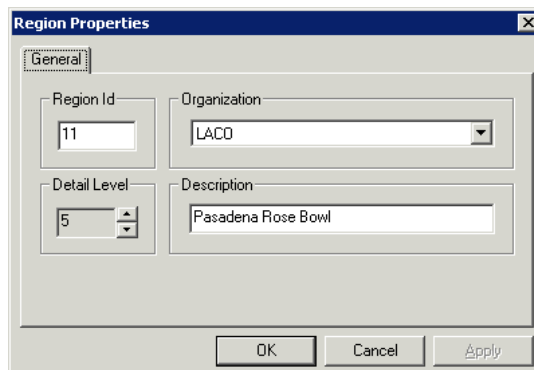 Region Properties
General
Region Id
11
Organization
LACO
Detail Level
5
Description
Pasadena Rose Bowl
OK
Cancel
Apply